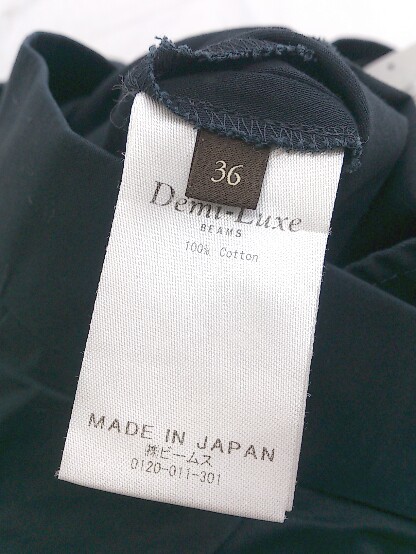 36
Demi-Luxe
BEAMS
100% Cotton
MADE IN JAPAN
㈱ビームス
0120-011-301